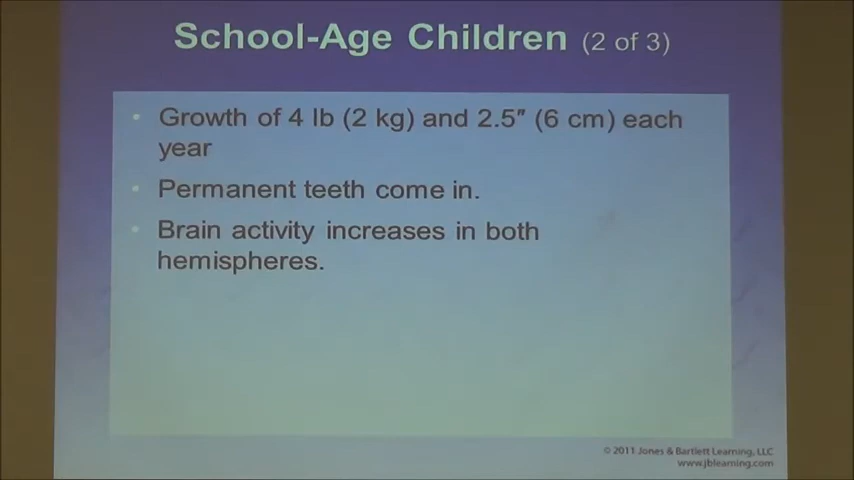 School-Age Children (2 of 3)
• Growth of 4 lb (2 kg) and 2.5″ (6 cm) each
year
• Permanent teeth come in.
• Brain activity increases in both
hemispheres.
© 2011 Jones & Bartlett Learning, LLC
www.jblearning.com